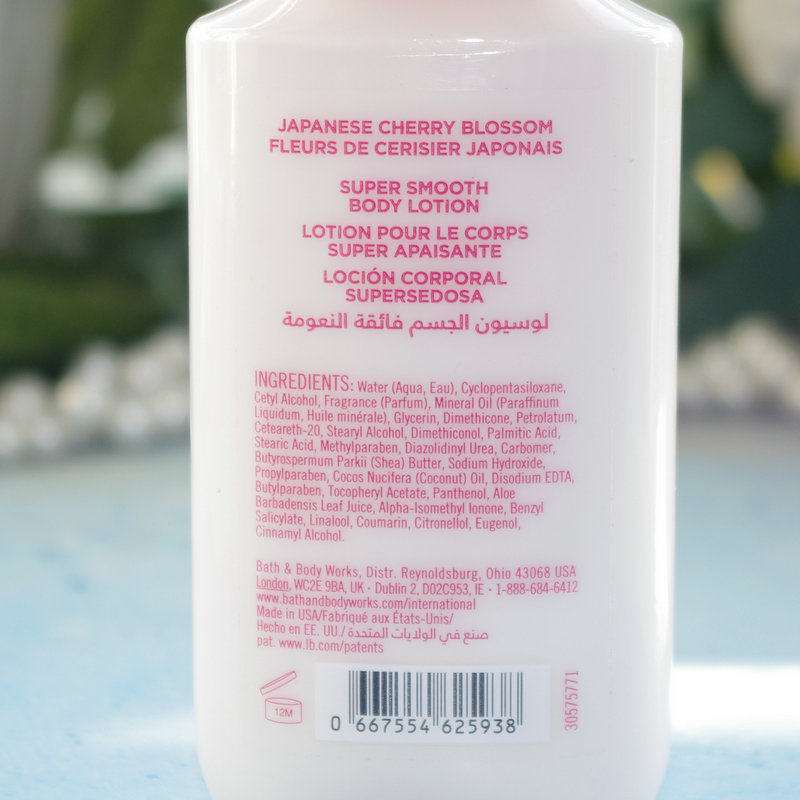 JAPANESE CHERRY BLOSSOM
FLEURS DE CERISIER JAPONAIS
SUPER SMOOTH
BODY LOTION
LOTION POUR LE CORPS
SUPER APAISANTE
LOCIÓN CORPORAL
SUPERSEDOSA
لوسيون الجسم فائقة النعومة
INGREDIENTS: Water (Aqua, Eau), Cyclopentasiloxane,
Cetyl Alcohol, Fragrance (Parfum), Mineral Oil (Paraffinum
Liquidum, Huile minérale), Glycerin, Dimethicone, Petrolatum,
Ceteareth-20, Stearyl Alcohol, Dimethiconol, Palmitic Acid,
Stearic Acid, Methylparaben, Diazolidinyl Urea, Carbomer,
Butyrospermum Parkii (Shea) Butter, Sodium Hydroxide,
Propylparaben, Cocos Nucifera (Coconut) Oil, Disodium EDTA,
Butylparaben, Tocopheryl Acetate, Panthenol, Aloe
Barbadensis Leaf Juice, Alpha-Isomethyl Ionone, Benzyl
Salicylate, Linalool, Coumarin, Citronellol, Eugenol,
Cinnamyl Alcohol.
Bath & Body Works, Distr. Reynoldsburg, Ohio 43068 USA
London, WC2E 9BA, UK · Dublin 2, D02C953, IE · 1-888-684-6412
www.bathandbodyworks.com/international
Made in USA/Fabriqué aux États-Unis/
Hecho en EE. UU./صنع في الولايات المتحدة
pat. www.lb.com/patents
12M
0 667554 625938
30575771